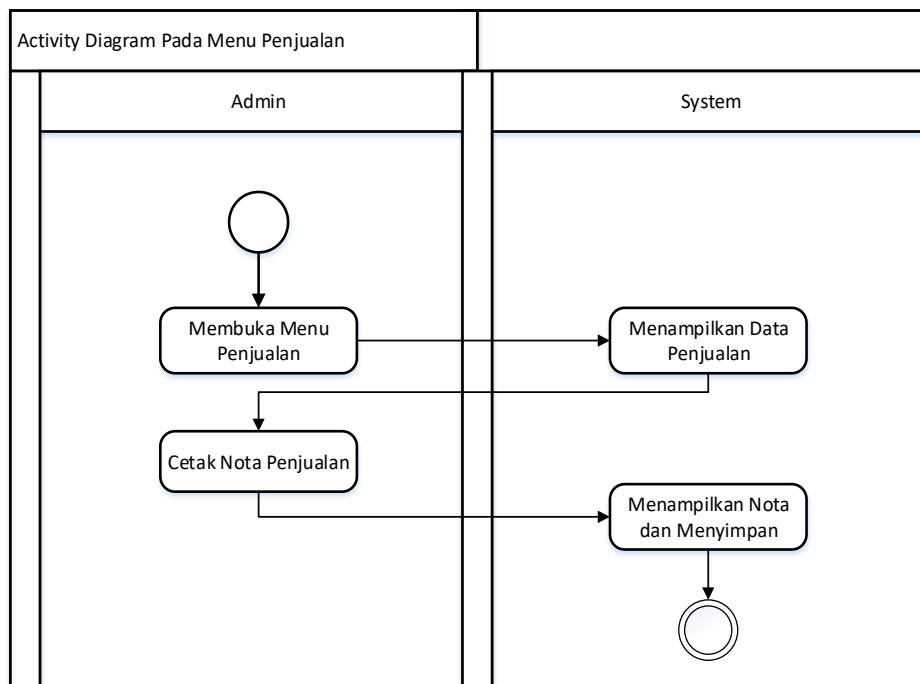 Activity Diagram Pada Menu Penjualan
Admin
System
Membuka Menu
Penjualan
Menampilkan Data
Penjualan
Cetak Nota Penjualan
Menampilkan Nota
dan Menyimpan